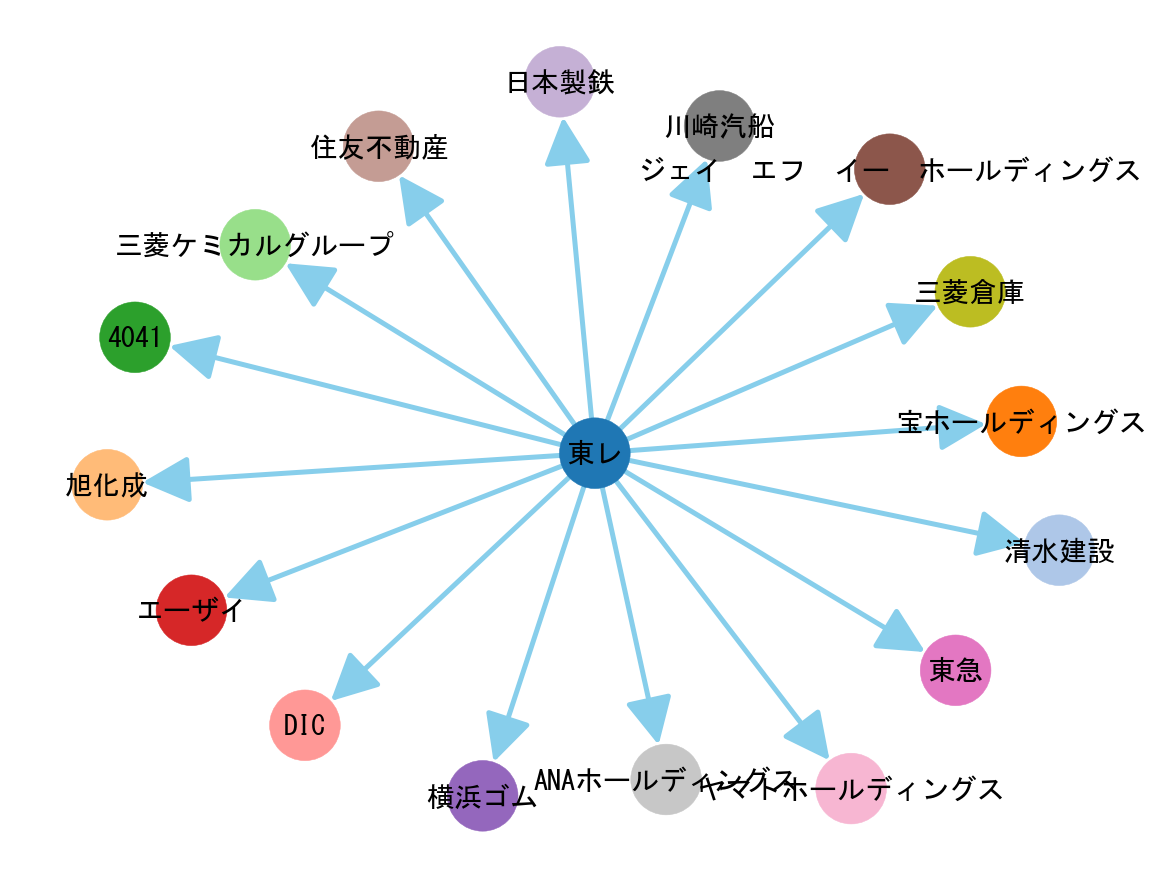 日本製鉄
川崎汽船
住友不動産
ジェイ　エフ　イー　ホールディングス
三菱ケミカルグループ
三菱倉庫
4041
宝ホールディングス
東レ
旭化成
清水建設
エーザイ
東急
DIC
ANAホールディングス
ヤマトホールディングス
横浜ゴム